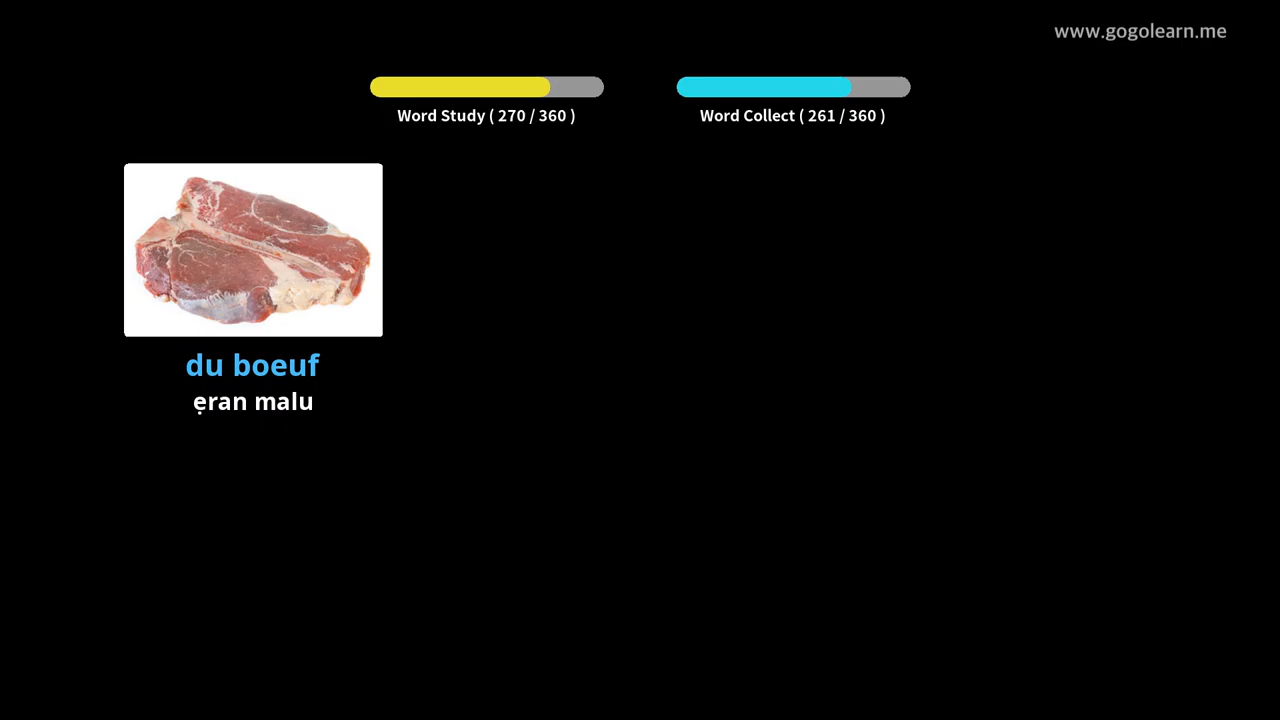 www.gogolearn.me
Word Study ( 270 / 360 )
Word Collect ( 261 / 360 )
du boeuf
ẹran malu